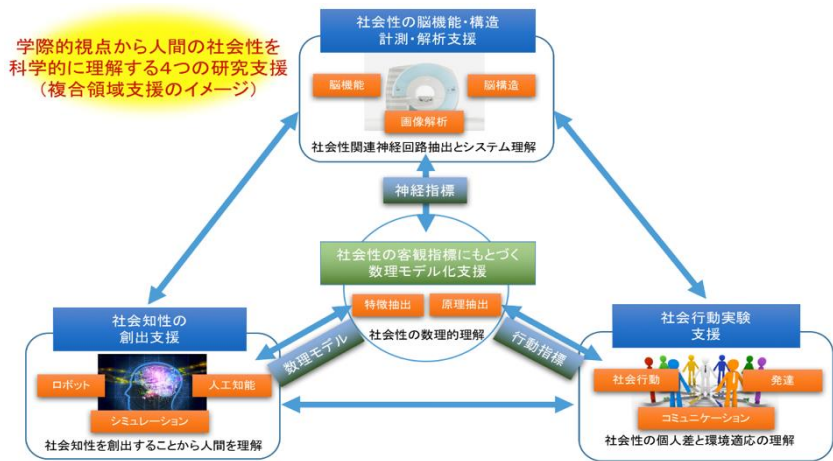 学際的視点から人間の社会性を
科学的に理解する4つの研究支援
(複合領域支援のイメージ)
社会性の脳機能・構造
計測・解析支援
脳機能
脳構造
画像解析
社会性関連神経回路抽出とシステム理解
神経指標
社会性の客観指標にもとづく
数理モデル化支援
特徴抽出
原理抽出
社会性の数理的理解
数理モデル
行動指標
社会知性の
創出支援
ロボット
人工知能
シミュレーション
社会知性を創出することから人間を理解
社会行動実験
支援
社会行動
発達
コミュニケーション
社会性の個人差と環境適応の理解